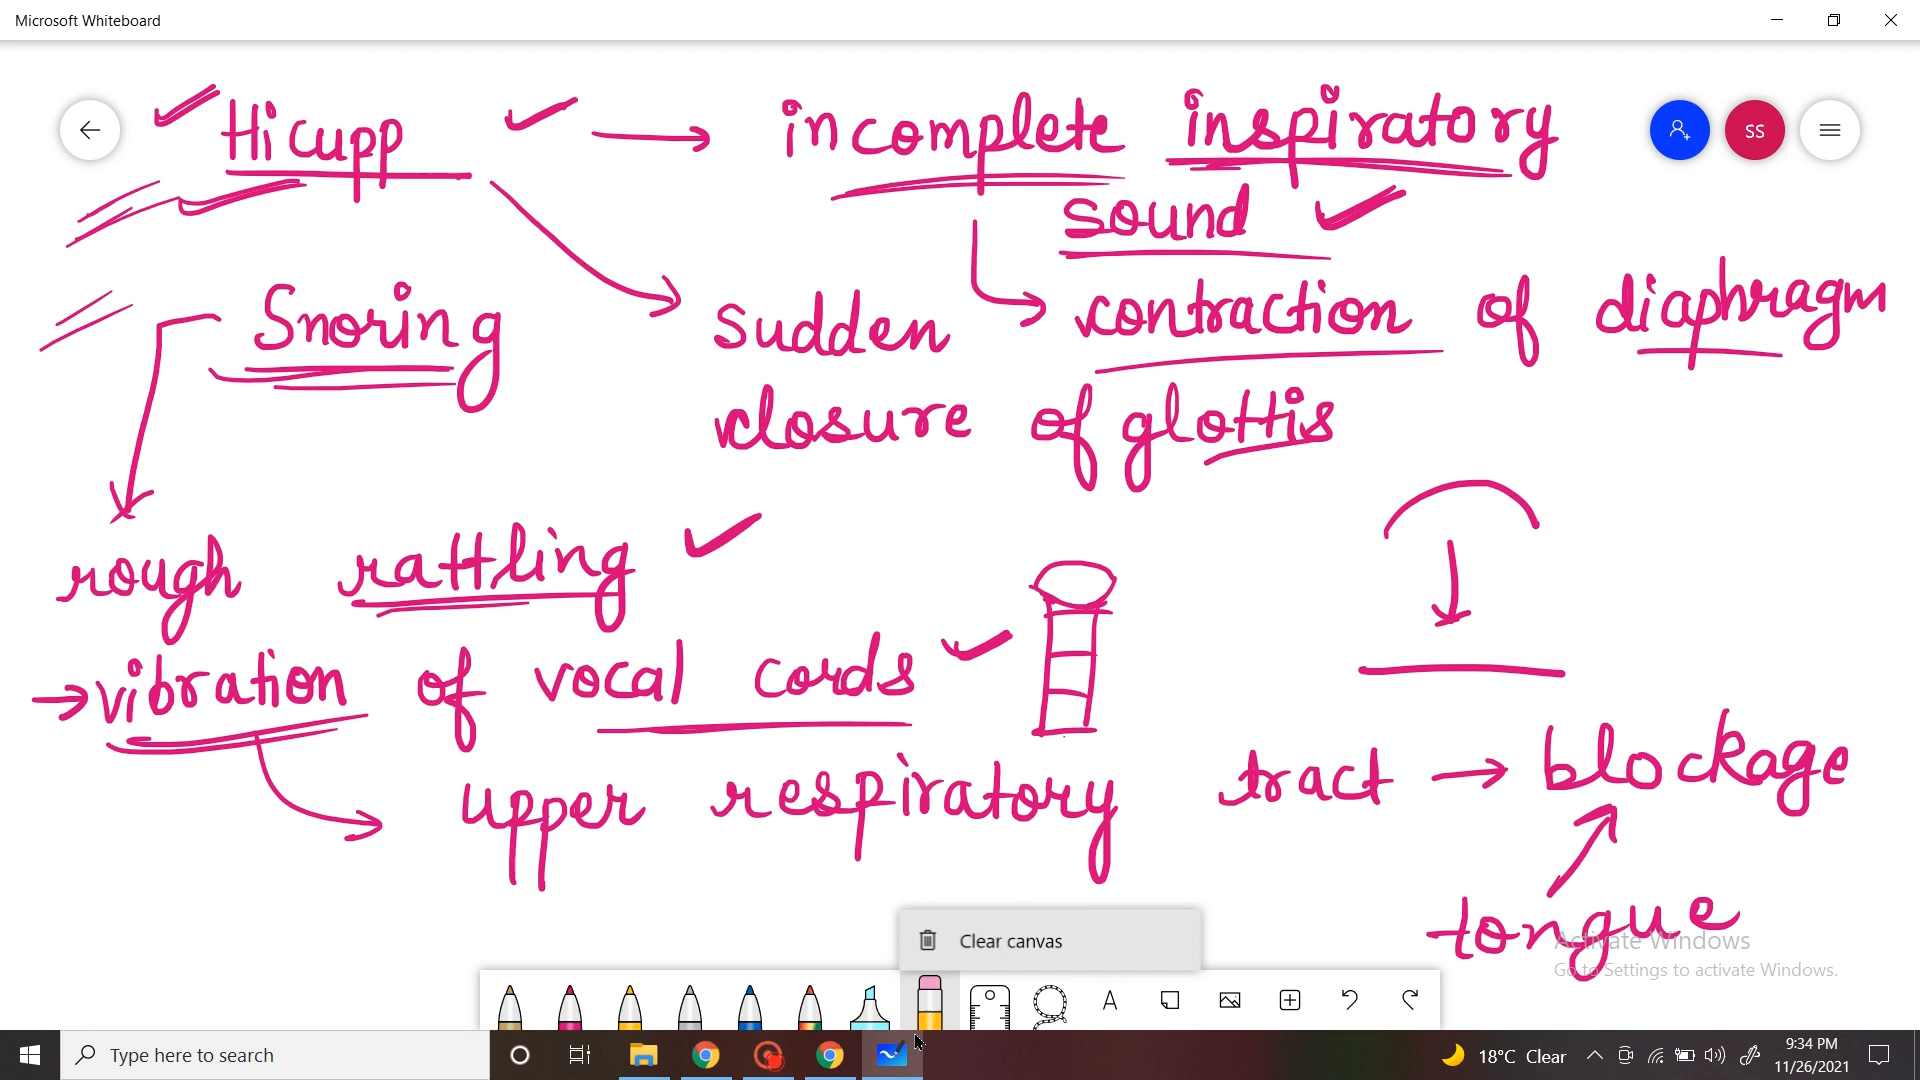 Microsoft Whiteboard
Hicupp → incomplete inspiratory
sound
SS
Snoring
sudden contraction of diaphragm
closure of glottis
rough rattling
→ vibration of vocal cords
upper respiratory tract → blockage
tongue
Clear canvas
Activate Windows
Go to Settings to activate Windows.
A
Type here to search
18°C Clear
9:34 PM
11/26/2021